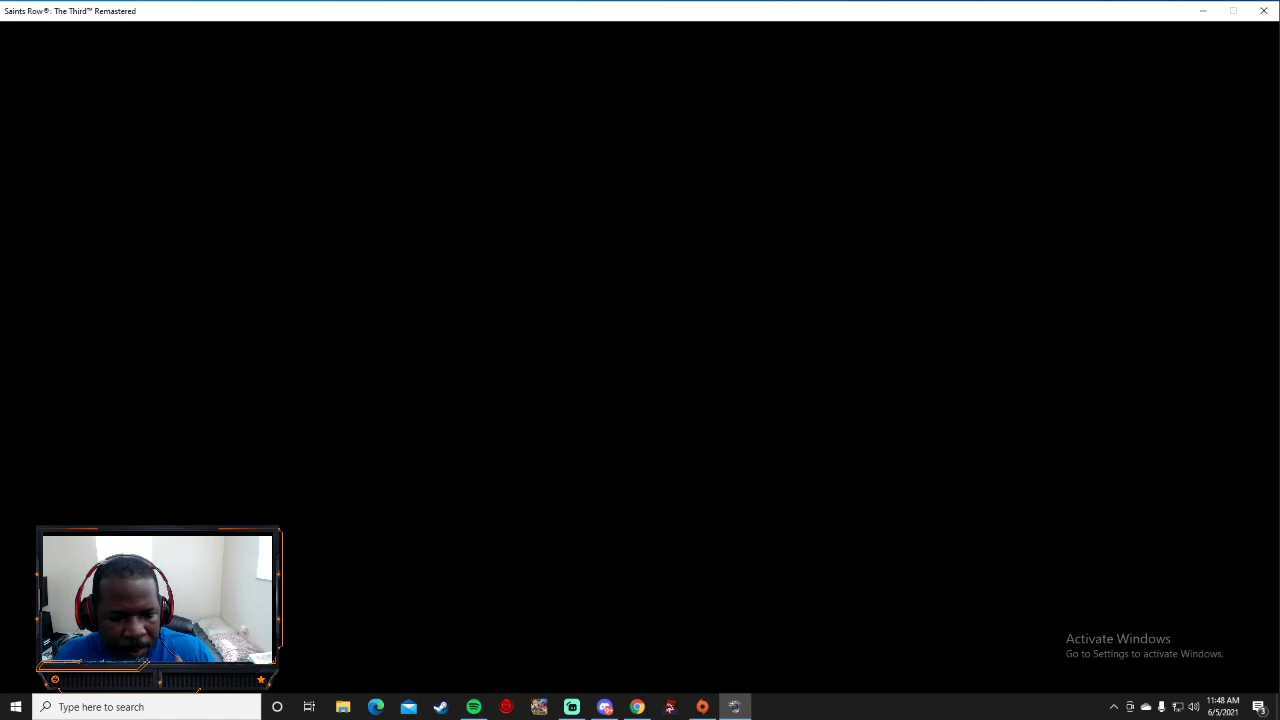 Saints Row®: The Third™ Remastered
Activate Windows
Go to Settings to activate Windows.
Type here to search
11:48 AM
6/5/2021